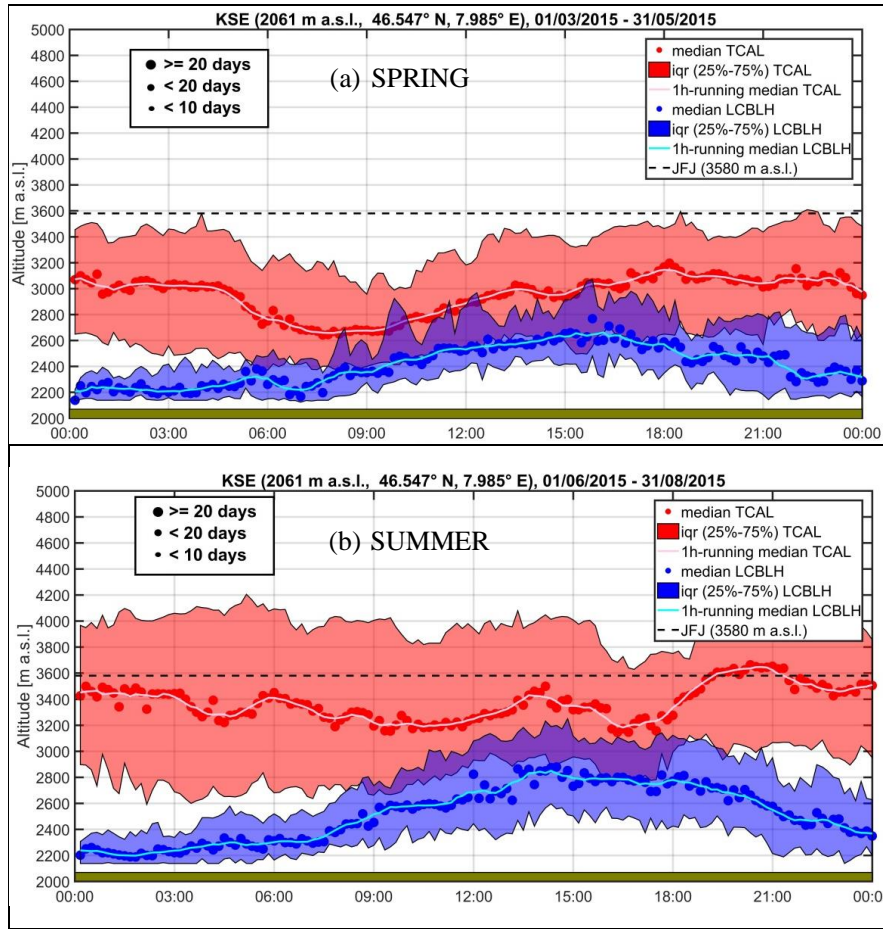 KSE (2061 m a.s.l., 46.547° N, 7.985° E), 01/03/2015 - 31/05/2015
5000
4800
4600
4400
4200
4000
3800
3600
3400
3200
3000
2800
2600
2400
2200
2000
Altitude [m a.s.l.]
>= 20 days
< 20 days
< 10 days
(a) SPRING
median TCAL
iqr (25%-75%) TCAL
1h-running median TCAL
median LCBLH
iqr (25%-75%) LCBLH
1h-running median LCBLH
JFJ (3580 m a.s.l.)
00:00 03:00 06:00 09:00 12:00 15:00 18:00 21:00 00:00
KSE (2061 m a.s.l., 46.547° N, 7.985° E), 01/06/2015 - 31/08/2015
5000
4800
4600
4400
4200
4000
3800
3600
3400
3200
3000
2800
2600
2400
2200
2000
Altitude [m a.s.l.]
>= 20 days
< 20 days
< 10 days
(b) SUMMER
median TCAL
iqr (25%-75%) TCAL
1h-running median TCAL
median LCBLH
iqr (25%-75%) LCBLH
1h-running median LCBLH
JFJ (3580 m a.s.l.)
00:00 03:00 06:00 09:00 12:00 15:00 18:00 21:00 00:00